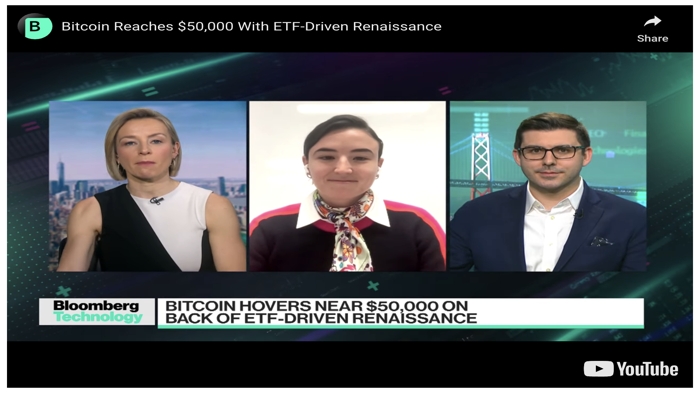 B
Bitcoin Reaches $50,000 With ETF-Driven Renaissance
Share
Bloomberg
Technology
BITCOIN HOVERS NEAR $50,000 ON
BACK OF ETF-DRIVEN RENAISSANCE
YouTube